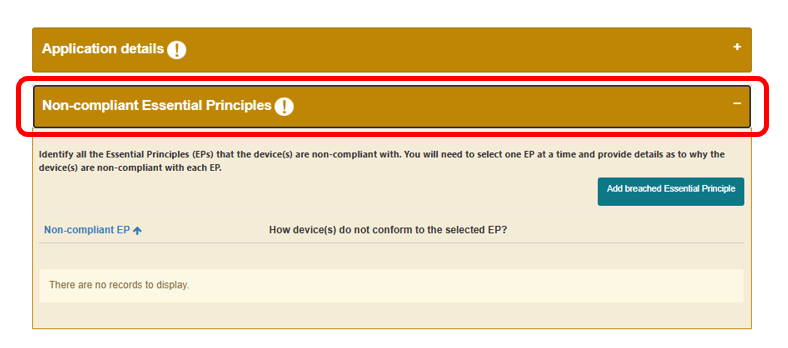 Application details !
+
Non-compliant Essential Principles !
–
Identify all the Essential Principles (EPs) that the device(s) are non-compliant with. You will need to select one EP at a time and provide details as to why the
device(s) are non-compliant with each EP.
Add breached Essential Principle
Non-compliant EP ↑
How device(s) do not conform to the selected EP?
There are no records to display.